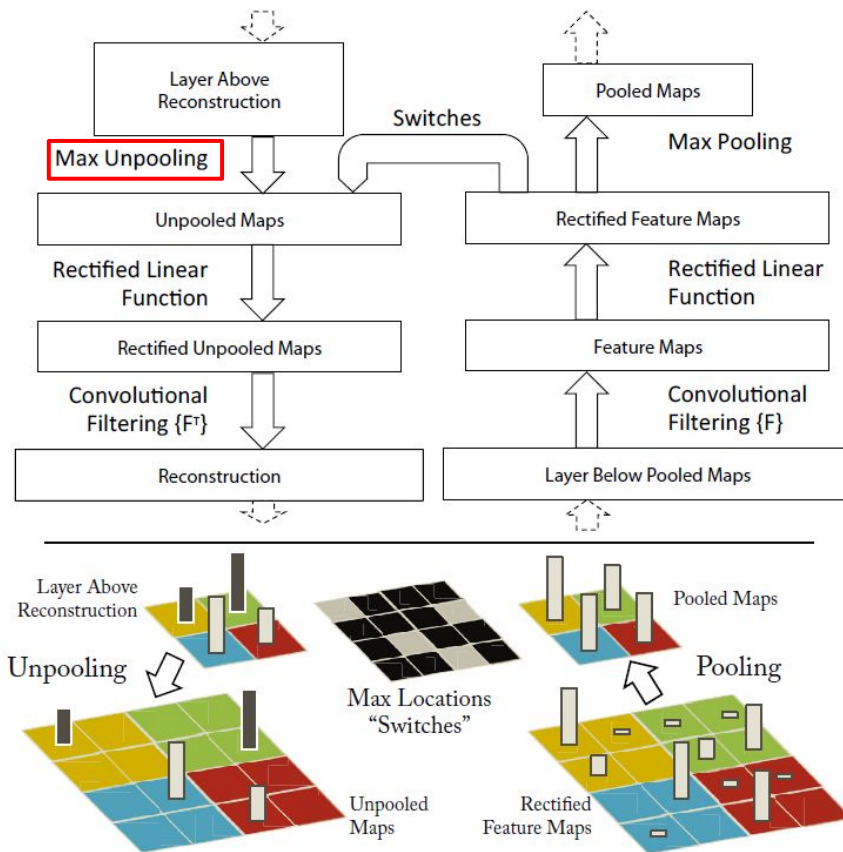 Layer Above
Reconstruction
Pooled Maps
Switches
Max Unpooling
Max Pooling
Unpooled Maps
Rectified Feature Maps
Rectified Linear
Function
Rectified Linear
Function
Rectified Unpooled Maps
Feature Maps
Convolutional
Filtering {Fᵀ}
Convolutional
Filtering {F}
Reconstruction
Layer Below Pooled Maps
Layer Above
Reconstruction
Pooled Maps
Unpooling
Pooling
Max Locations
“Switches”
Unpooled
Maps
Rectified
Feature Maps